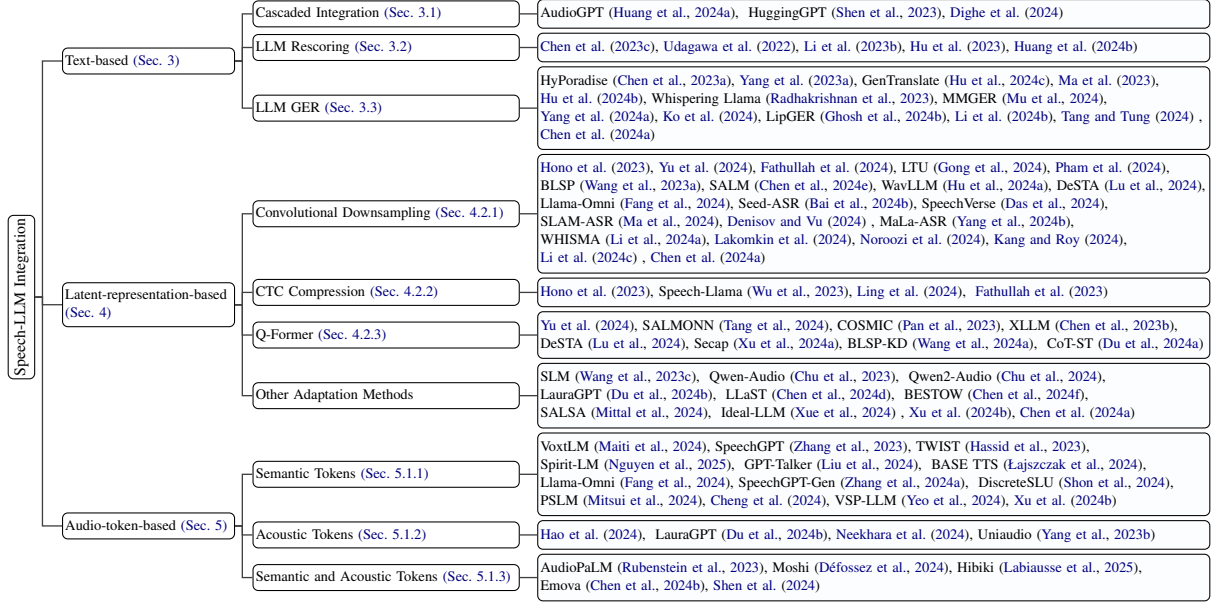 Speech-LLM Integration
Text-based (Sec. 3)
Cascaded Integration (Sec. 3.1)
AudioGPT (Huang et al., 2024a), HuggingGPT (Shen et al., 2023), Dighe et al. (2024)
LLM Rescoring (Sec. 3.2)
Chen et al. (2023c), Udagawa et al. (2022), Li et al. (2023b), Hu et al. (2023), Huang et al. (2024b)
LLM GER (Sec. 3.3)
HyPoradise (Chen et al., 2023a), Yang et al. (2023a), GenTranslate (Hu et al., 2024c), Ma et al. (2023),
Hu et al. (2024b), Whispering Llama (Radhakrishnan et al., 2023), MMGER (Mu et al., 2024),
Yang et al. (2024a), Ko et al. (2024), LipGER (Ghosh et al., 2024b), Li et al. (2024b), Tang and Tung (2024) ,
Chen et al. (2024a)
Latent-representation-based
(Sec. 4)
Convolutional Downsampling (Sec. 4.2.1)
Hono et al. (2023), Yu et al. (2024), Fathullah et al. (2024), LTU (Gong et al., 2024), Pham et al. (2024),
BLSP (Wang et al., 2023a), SALM (Chen et al., 2024e), WavLLM (Hu et al., 2024a), DeSTA (Lu et al., 2024),
Llama-Omni (Fang et al., 2024), Seed-ASR (Bai et al., 2024b), SpeechVerse (Das et al., 2024),
SLAM-ASR (Ma et al., 2024), Denisov and Vu (2024) , MaLa-ASR (Yang et al., 2024b),
WHISMA (Li et al., 2024a), Lakomkin et al. (2024), Noroozi et al. (2024), Kang and Roy (2024),
Li et al. (2024c) , Chen et al. (2024a)
CTC Compression (Sec. 4.2.2)
Hono et al. (2023), Speech-Llama (Wu et al., 2023), Ling et al. (2024), Fathullah et al. (2023)
Q-Former (Sec. 4.2.3)
Yu et al. (2024), SALMONN (Tang et al., 2024), COSMIC (Pan et al., 2023), XLLM (Chen et al., 2023b),
DeSTA (Lu et al., 2024), Secap (Xu et al., 2024a), BLSP-KD (Wang et al., 2024a), CoT-ST (Du et al., 2024a)
Other Adaptation Methods
SLM (Wang et al., 2023c), Qwen-Audio (Chu et al., 2023), Qwen2-Audio (Chu et al., 2024),
LauraGPT (Du et al., 2024b), LLaST (Chen et al., 2024d), BESTOW (Chen et al., 2024f),
SALSA (Mittal et al., 2024), Ideal-LLM (Xue et al., 2024) , Xu et al. (2024b), Chen et al. (2024a)
Audio-token-based (Sec. 5)
Semantic Tokens (Sec. 5.1.1)
VoxtLM (Maiti et al., 2024), SpeechGPT (Zhang et al., 2023), TWIST (Hassid et al., 2023),
Spirit-LM (Nguyen et al., 2025), GPT-Talker (Liu et al., 2024), BASE TTS (Łajszczak et al., 2024),
Llama-Omni (Fang et al., 2024), SpeechGPT-Gen (Zhang et al., 2024a), DiscreteSLU (Shon et al., 2024),
PSLM (Mitsui et al., 2024), Cheng et al. (2024), VSP-LLM (Yeo et al., 2024), Xu et al. (2024b)
Acoustic Tokens (Sec. 5.1.2)
Hao et al. (2024), LauraGPT (Du et al., 2024b), Neekhara et al. (2024), Uniaudio (Yang et al., 2023b)
Semantic and Acoustic Tokens (Sec. 5.1.3)
AudioPaLM (Rubenstein et al., 2023), Moshi (Défossez et al., 2024), Hibiki (Labiausse et al., 2025),
Emova (Chen et al., 2024b), Shen et al. (2024)